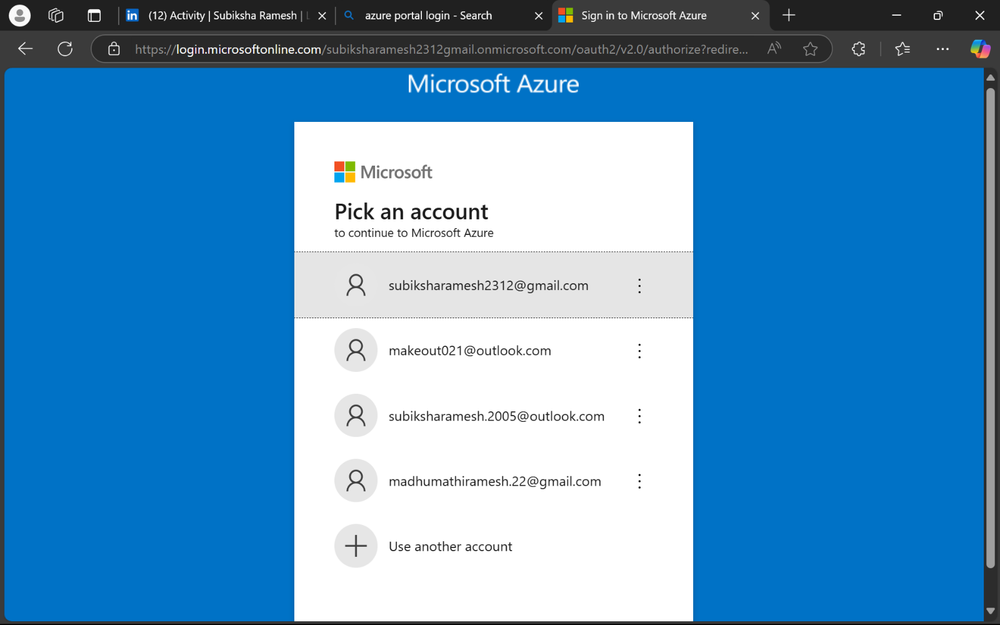 (12) Activity | Subiksha Ramesh |
azure portal login - Search
Sign in to Microsoft Azure
https://login.microsoftonline.com/subiksharamesh2312gmail.onmicrosoft.com/oauth2/v2.0/authorize?redire...
Microsoft Azure
Microsoft
Pick an account
to continue to Microsoft Azure
subiksharamesh2312@gmail.com
makeout021@outlook.com
subiksharamesh.2005@outlook.com
madhumathiramesh.22@gmail.com
Use another account